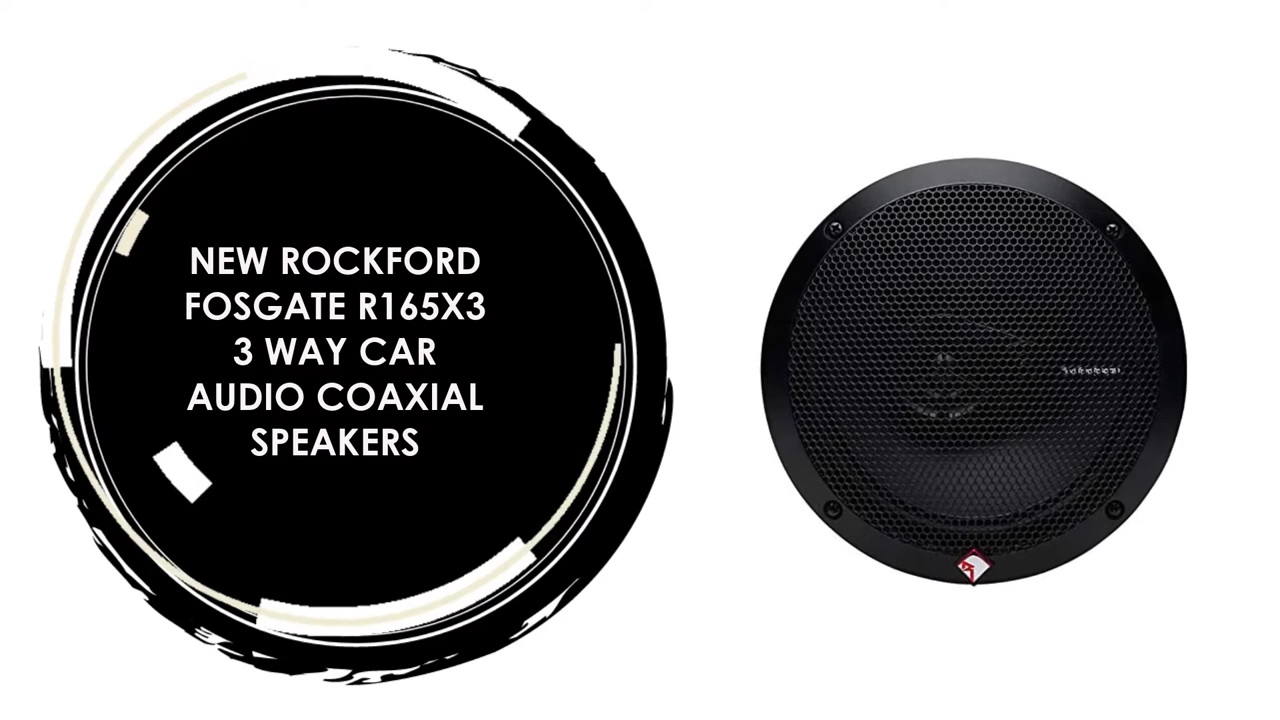 NEW ROCKFORD
FOSGATE R165X3
3 WAY CAR
AUDIO COAXIAL
SPEAKERS